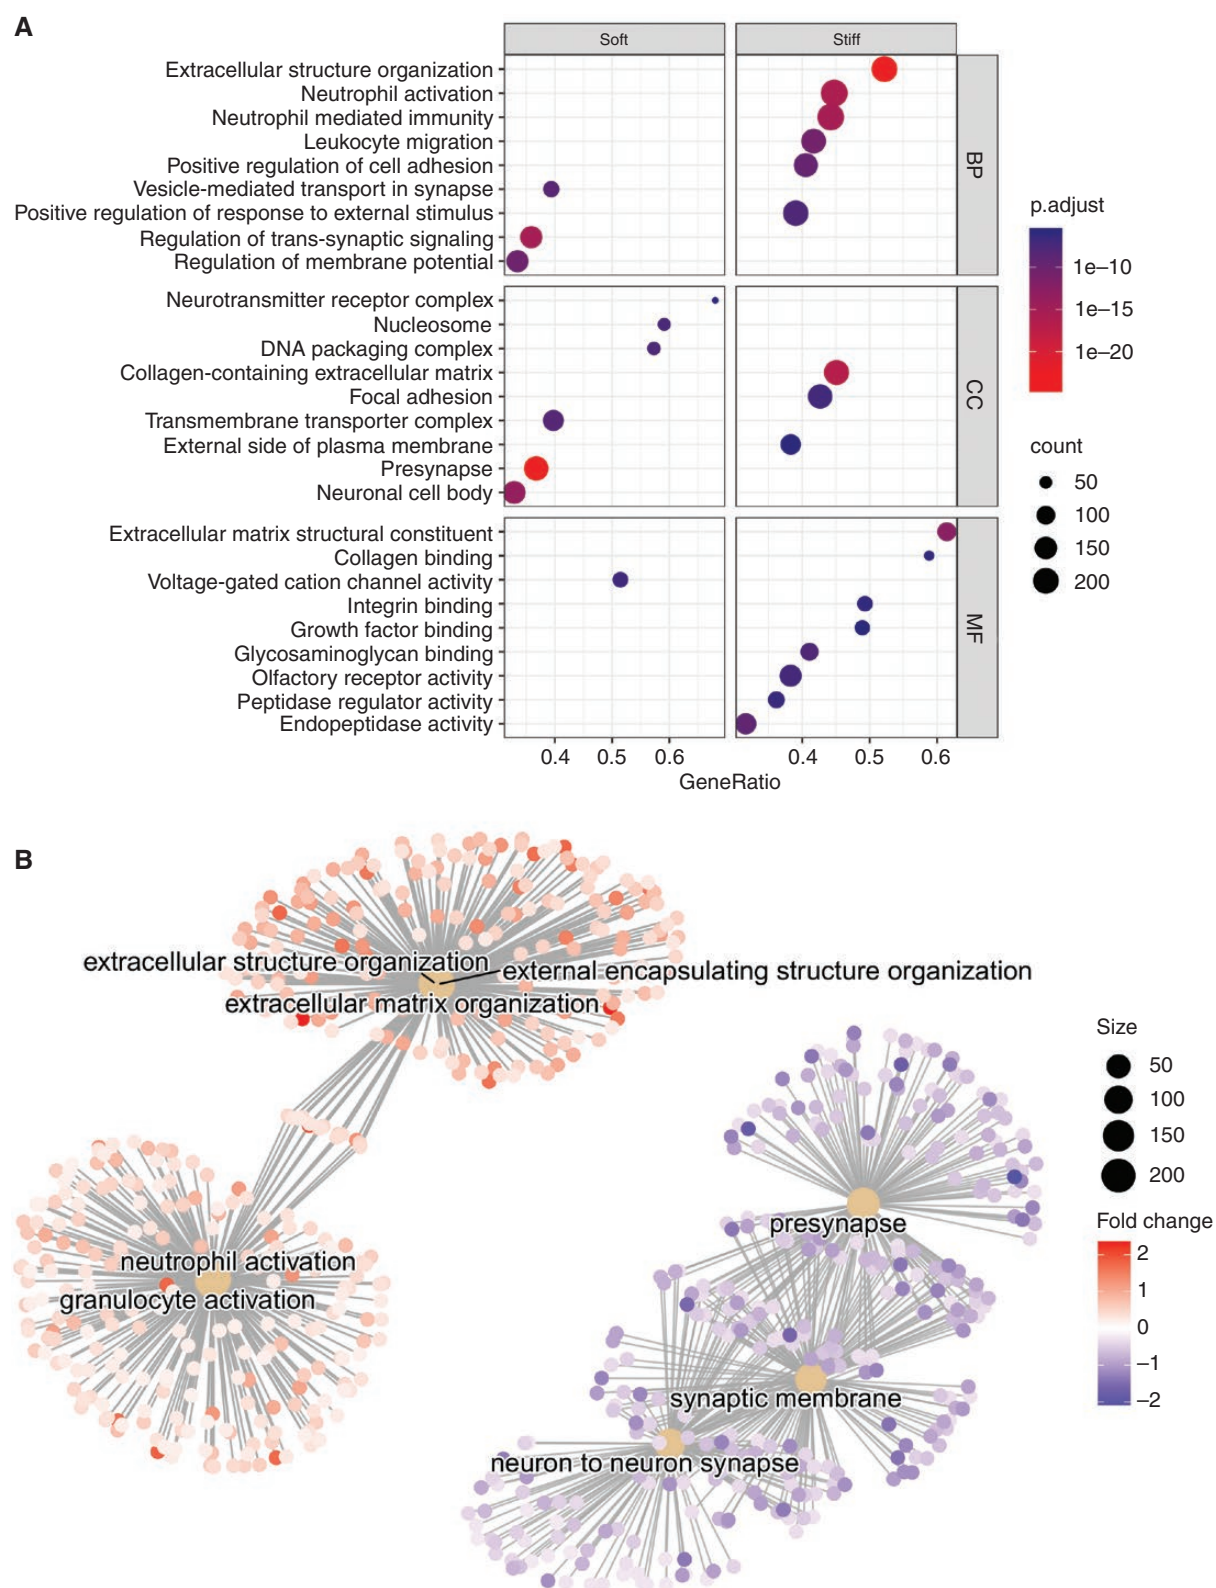 A
Soft
Stiff
Extracellular structure organization
Neutrophil activation
Neutrophil mediated immunity
Leukocyte migration
Positive regulation of cell adhesion
Vesicle-mediated transport in synapse
Positive regulation of response to external stimulus
Regulation of trans-synaptic signaling
Regulation of membrane potential
BP
Neurotransmitter receptor complex
Nucleosome
DNA packaging complex
Collagen-containing extracellular matrix
Focal adhesion
Transmembrane transporter complex
External side of plasma membrane
Presynapse
Neuronal cell body
CC
Extracellular matrix structural constituent
Collagen binding
Voltage-gated cation channel activity
Integrin binding
Growth factor binding
Glycosaminoglycan binding
Olfactory receptor activity
Peptidase regulator activity
Endopeptidase activity
MF
0.4 0.5 0.6 0.4 0.5 0.6
GeneRatio
p.adjust
1e–10
1e–15
1e–20
count
50
100
150
200
B
extracellular structure organization
external encapsulating structure organization
extracellular matrix organization
neutrophil activation
granulocyte activation
presynapse
synaptic membrane
neuron to neuron synapse
Size
50
100
150
200
Fold change
2
1
0
–1
–2